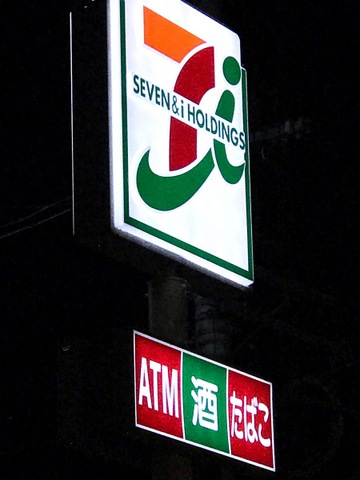 SEVEN & i HOLDINGS
ATM 酒 たばこ